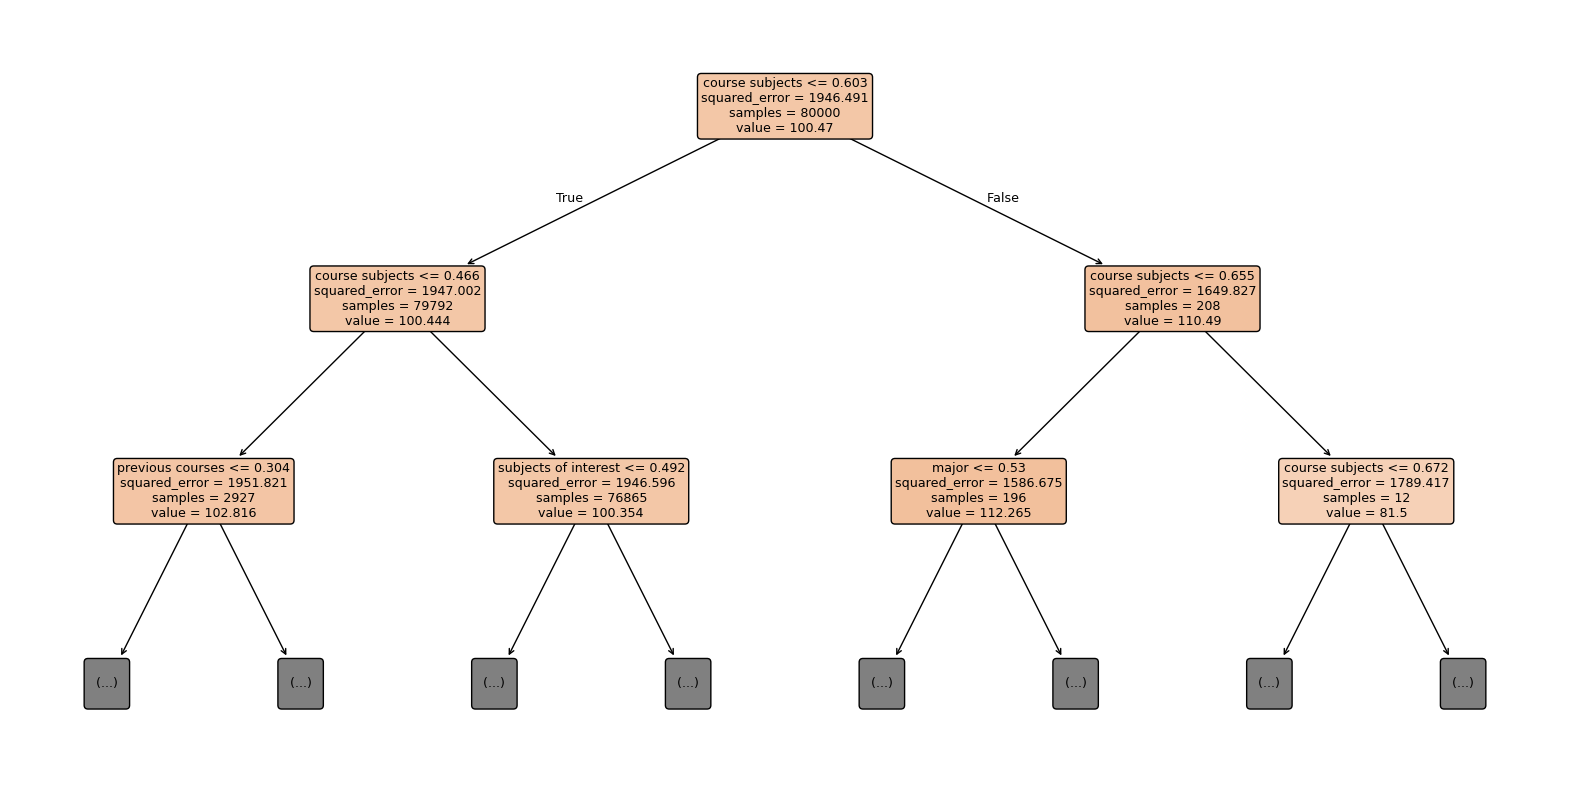 course subjects <= 0.603
squared_error = 1946.491
samples = 80000
value = 100.47
True
False
course subjects <= 0.466
squared_error = 1947.002
samples = 79792
value = 100.444
course subjects <= 0.655
squared_error = 1649.827
samples = 208
value = 110.49
previous courses <= 0.304
squared_error = 1951.821
samples = 2927
value = 102.816
subjects of interest <= 0.492
squared_error = 1946.596
samples = 76865
value = 100.354
major <= 0.53
squared_error = 1586.675
samples = 196
value = 112.265
course subjects <= 0.672
squared_error = 1789.417
samples = 12
value = 81.5
(...)
(...)
(...)
(...)
(...)
(...)
(...)
(...)